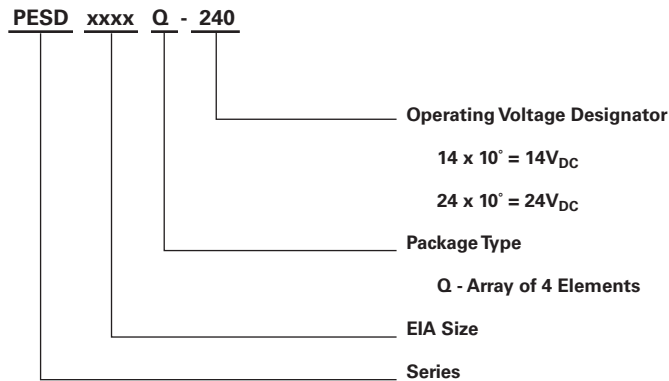 PESD xxxx Q - 240
Operating Voltage Designator
14 x 10˚ = 14VDC
24 x 10˚ = 24VDC
Package Type
Q - Array of 4 Elements
EIA Size
Series